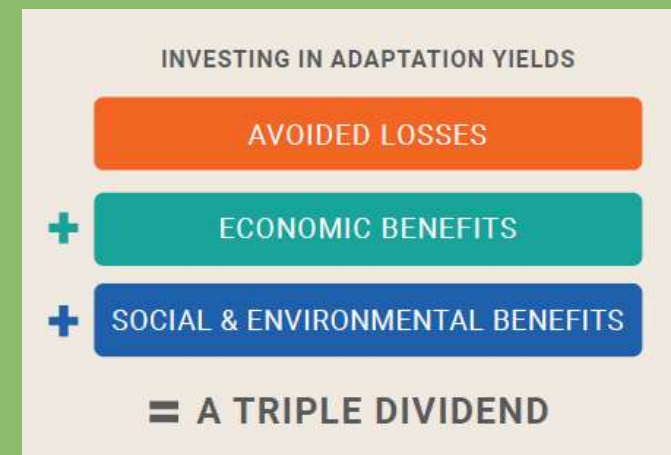 INVESTING IN ADAPTATION YIELDS
AVOIDED LOSSES
+ ECONOMIC BENEFITS
+ SOCIAL & ENVIRONMENTAL BENEFITS
= A TRIPLE DIVIDEND